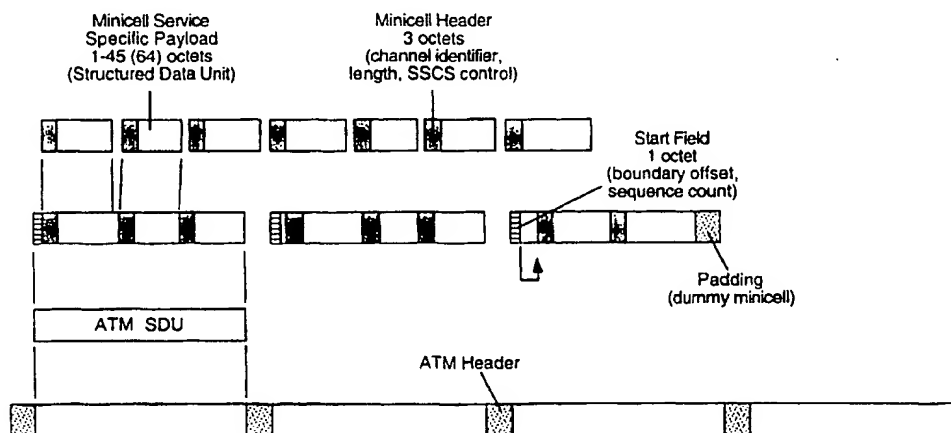 Minicell Service
Specific Payload
1-45 (64) octets
(Structured Data Unit)
Minicell Header
3 octets
(channel identifier,
length, SSCS control)
Start Field
1 octet
(boundary offset,
sequence count)
Padding
(dummy minicell)
ATM SDU
ATM Header